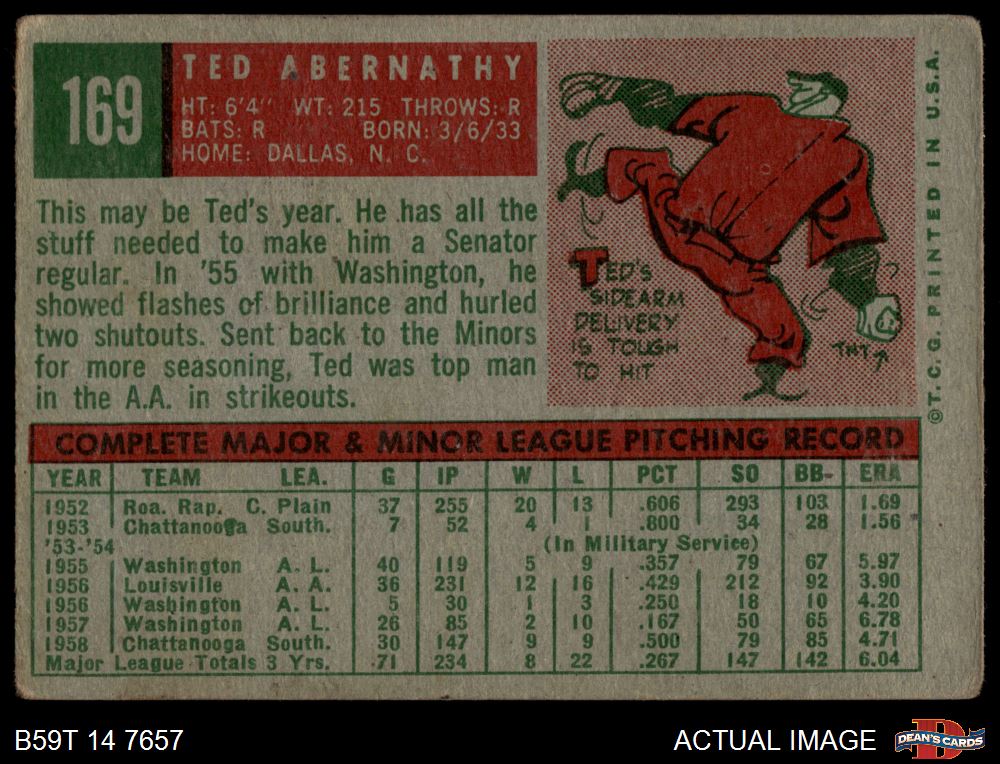 169
TED ABERNATHY
HT: 6'4" WT: 215 THROWS: R
BATS: R BORN: 3/6/33
HOME: DALLAS, N. C.
This may be Ted's year. He has all the
stuff needed to make him a Senator
regular. In '55 with Washington, he
showed flashes of brilliance and hurled
two shutouts. Sent back to the Minors
for more seasoning, Ted was top man
in the A.A. in strikeouts.
TED'S
SIDEARM
DELIVERY
IS TOUGH
TO HIT
TNT
©T. C. G. PRINTED IN U.S.A.
COMPLETE MAJOR & MINOR LEAGUE PITCHING RECORD
YEAR TEAM LEA. G IP W L PCT SO BB- ERA
1952 Roa. Rap. C. Plain 37 255 20 13 .606 293 103 1.69
1953 Chattanooga South. 7 52 4 1 .800 34 28 1.56
'53-'54 (In Military Service)
1955 Washington A. L. 40 119 5 9 .357 79 67 5.97
1956 Louisville A. A. 36 231 12 16 .429 212 92 3.90
1956 Washington A. L. 5 30 1 3 .250 18 10 4.20
1957 Washington A. L. 26 85 2 10 .167 50 65 6.78
1958 Chattanooga South. 30 147 9 9 .500 79 85 4.71
Major League Totals 3 Yrs. 71 234 8 22 .267 147 142 6.04
B59T 14 7657
ACTUAL IMAGE
DEAN'S CARDS